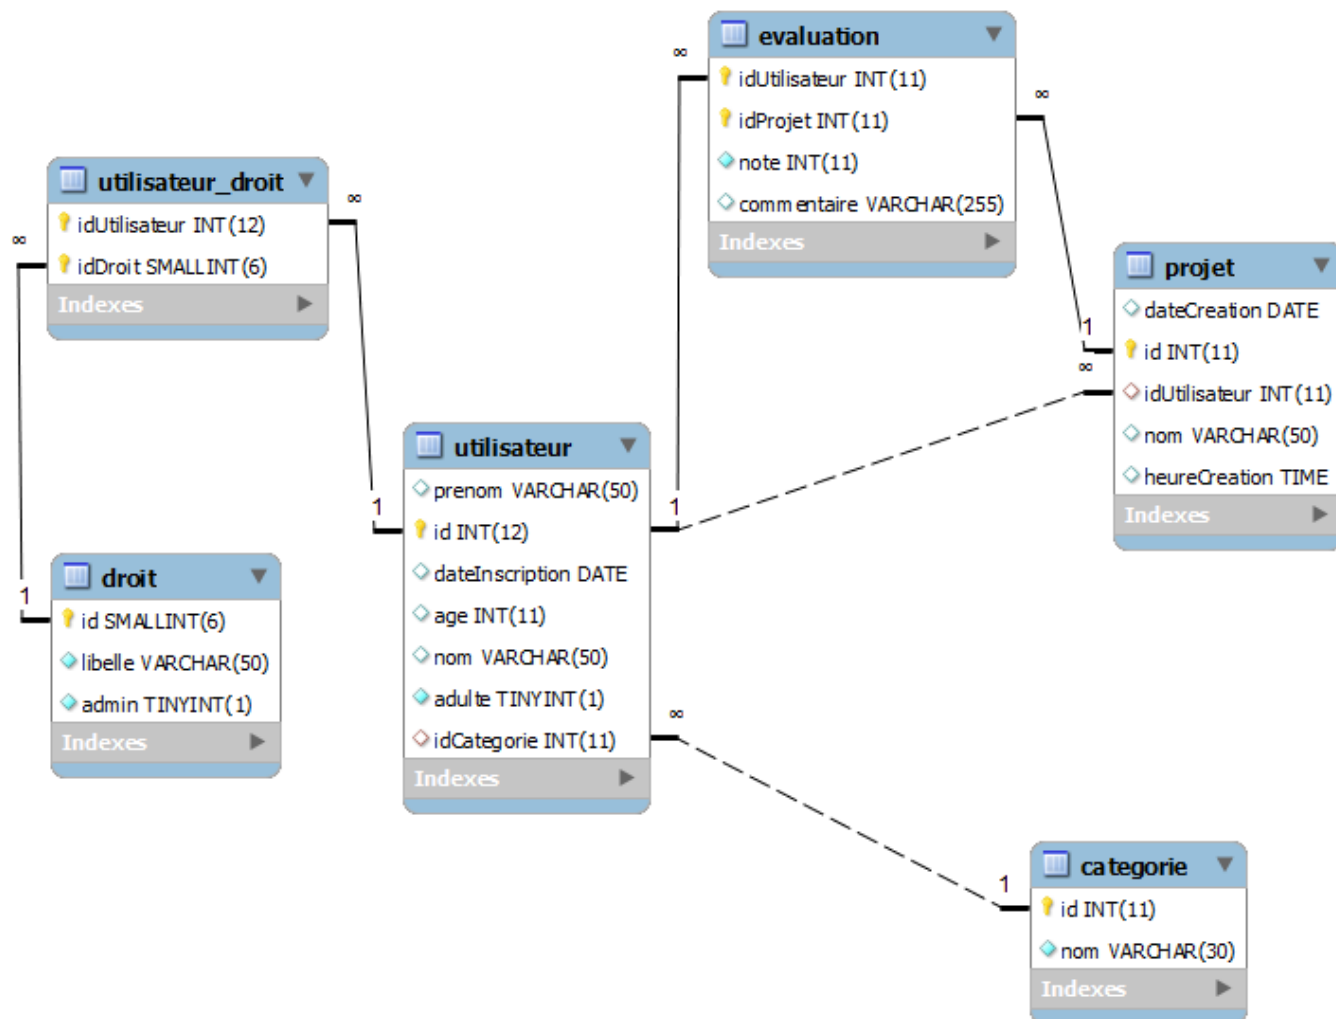 evaluation
∞
idUtilisateur INT(11)
idProjet INT(11)
∞
note INT(11)
commentaire VARCHAR(255)
Indexes
utilisateur_droit
∞
idUtilisateur INT(12)
∞
idDroit SMALLINT(6)
Indexes
projet
dateCreation DATE
1
id INT(11)
∞
idUtilisateur INT(11)
nom VARCHAR(50)
heureCreation TIME
Indexes
utilisateur
prenom VARCHAR(50)
1
1
id INT(12)
dateInscription DATE
age INT(11)
nom VARCHAR(50)
adulte TINYINT(1)
∞
idCategorie INT(11)
Indexes
droit
1
id SMALLINT(6)
libelle VARCHAR(50)
admin TINYINT(1)
Indexes
categorie
1
id INT(11)
nom VARCHAR(30)
Indexes